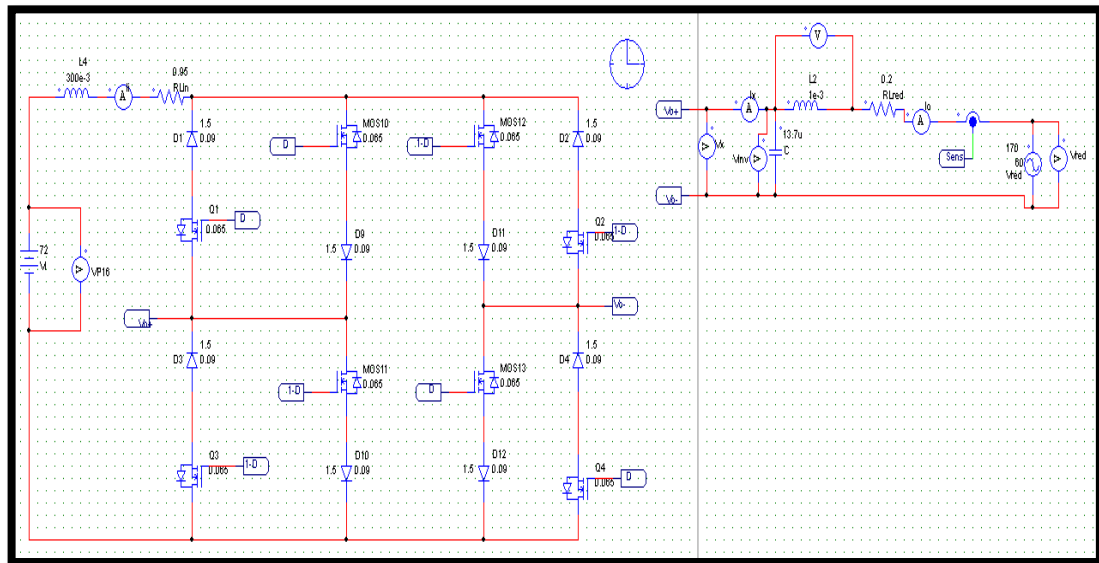 L4
300e-3
A
Ii
0.95
RLin
D1
1.5
0.09
MOS10
0.065
D
MOS12
0.065
1-D
D2
1.5
0.09
Q1
0.065
D
D9
1.5
0.09
D11
1.5
0.09
Q2
0.065
1-D
72
Vi
V
VP16
Vo+
Vo-
D3
1.5
0.09
MOS11
0.065
1-D
MOS13
0.065
D
D4
1.5
0.09
Q3
0.065
1-D
D10
1.5
0.09
D12
1.5
0.09
Q4
0.065
D
V
L2
1e-3
0.2
RLred
Vo+
A
Ix
A
Io
V
Vx
V
VInv
13.7u
C
Sens
170
60
Vred
V
Vred
Vo-